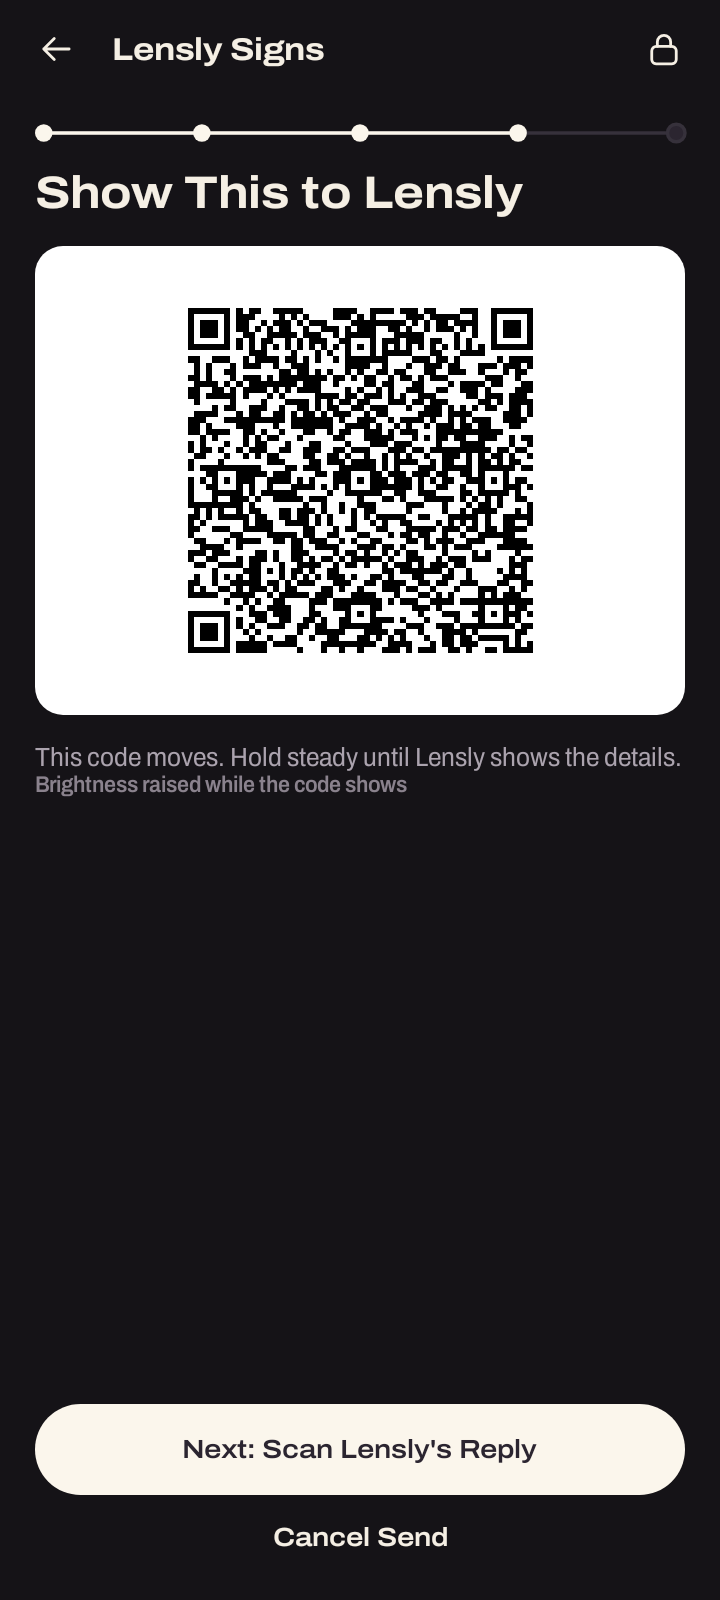 Lensly Signs
Show This to Lensly
This code moves. Hold steady until Lensly shows the details.
Brightness raised while the code shows
Next: Scan Lensly's Reply
Cancel Send